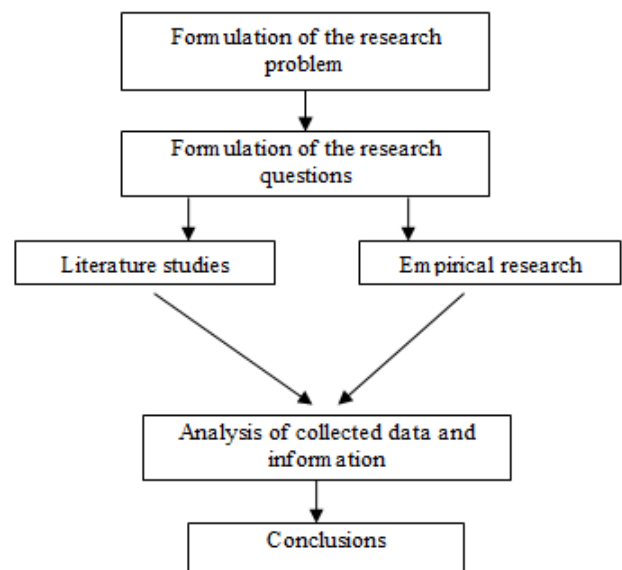 Formulation of the research
problem
Formulation of the research
questions
Literature studies
Empirical research
Analysis of collected data and
information
Conclusions